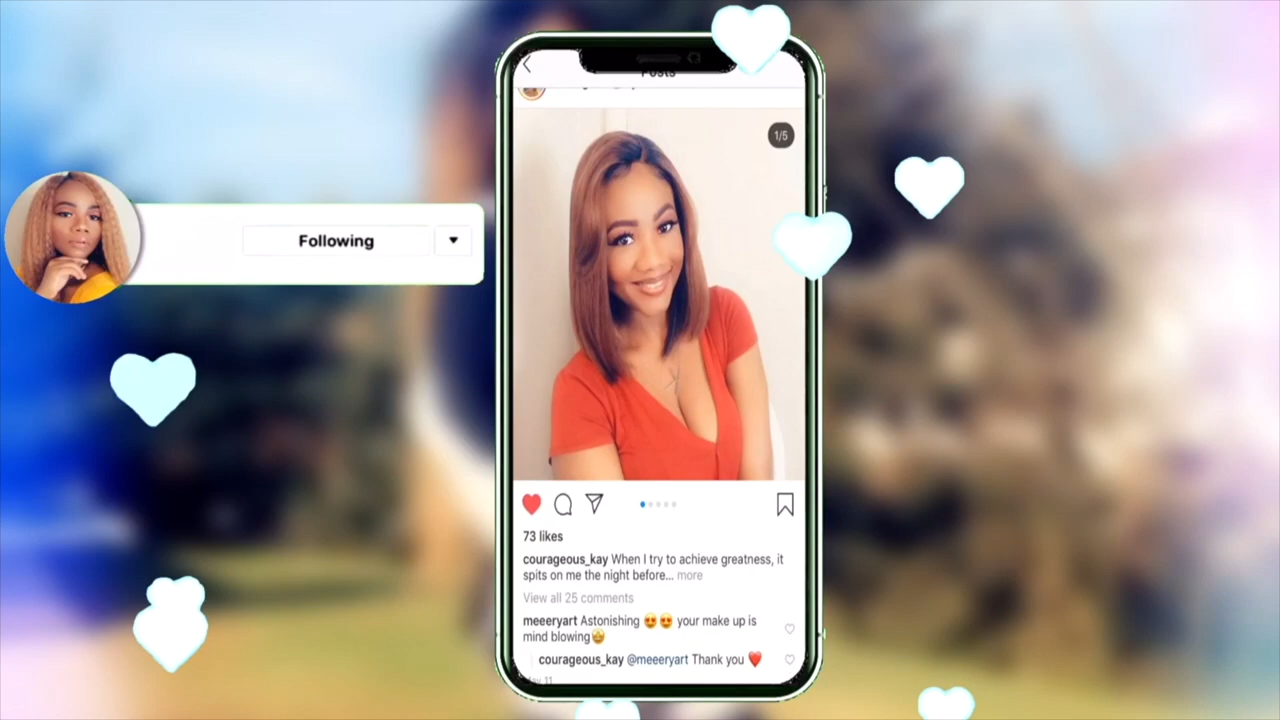 Posts
1/5
Following
73 likes
courageous_kay When I try to achieve greatness, it
spits on me the night before... more
View all 25 comments
meeeryart Astonishing 😍😍 your make up is
mind blowing🤩
courageous_kay @meeeryart Thank you ❤️